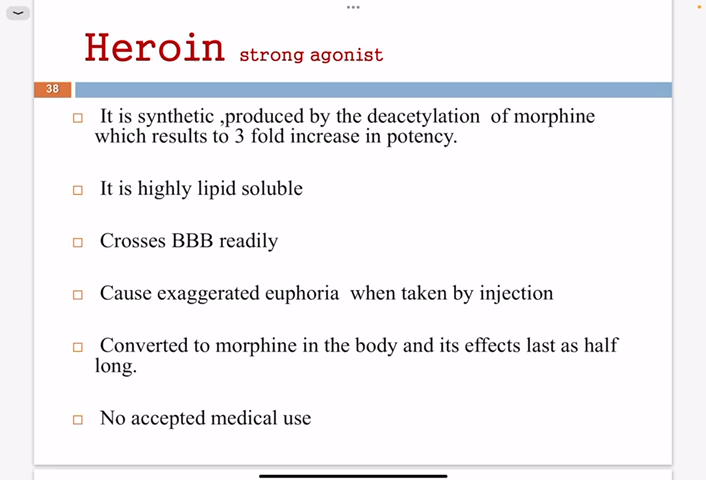 Heroin strong agonist
38
It is synthetic ,produced by the deacetylation of morphine
which results to 3 fold increase in potency.
It is highly lipid soluble
Crosses BBB readily
Cause exaggerated euphoria when taken by injection
Converted to morphine in the body and its effects last as half
long.
No accepted medical use